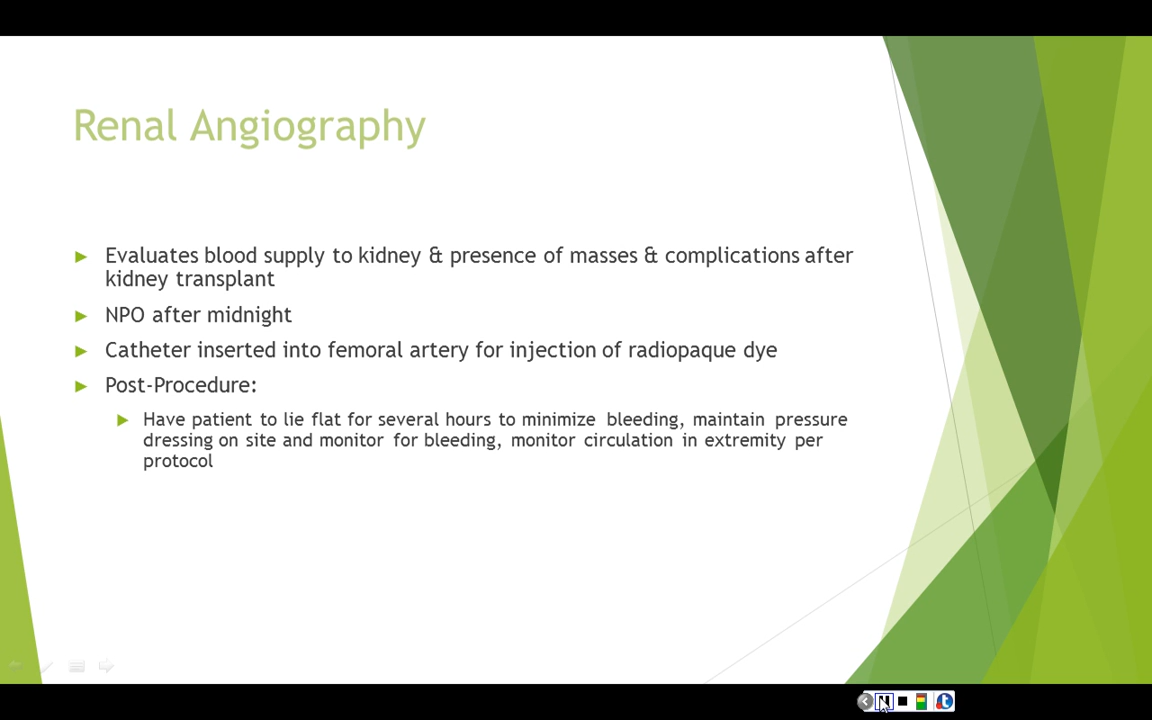 Renal Angiography
Evaluates blood supply to kidney & presence of masses & complications after
kidney transplant
NPO after midnight
Catheter inserted into femoral artery for injection of radiopaque dye
Post-Procedure:
Have patient to lie flat for several hours to minimize bleeding, maintain pressure
dressing on site and monitor for bleeding, monitor circulation in extremity per
protocol